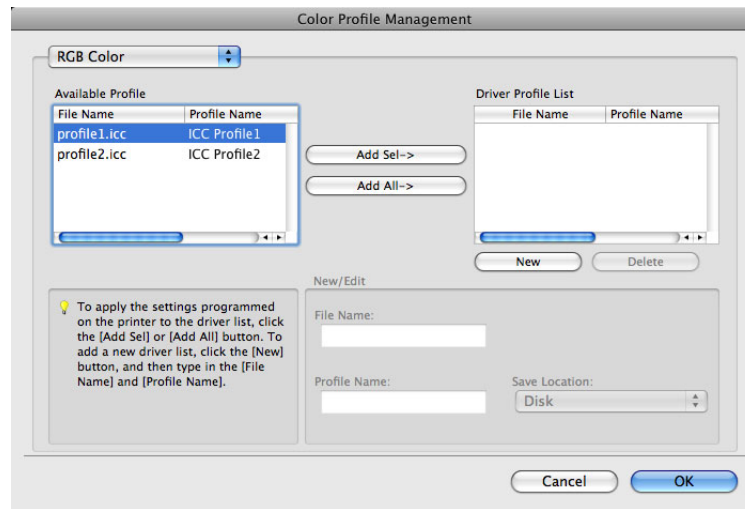 Color Profile Management
RGB Color
Available Profile
File Name Profile Name
profile1.icc ICC Profile1
profile2.icc ICC Profile2
Add Sel->
Add All->
Driver Profile List
File Name Profile Name
New Delete
To apply the settings programmed
on the printer to the driver list, click
the [Add Sel] or [Add All] button. To
add a new driver list, click the [New]
button, and then type in the [File
Name] and [Profile Name].
New/Edit
File Name:
Profile Name:
Save Location:
Disk
Cancel OK